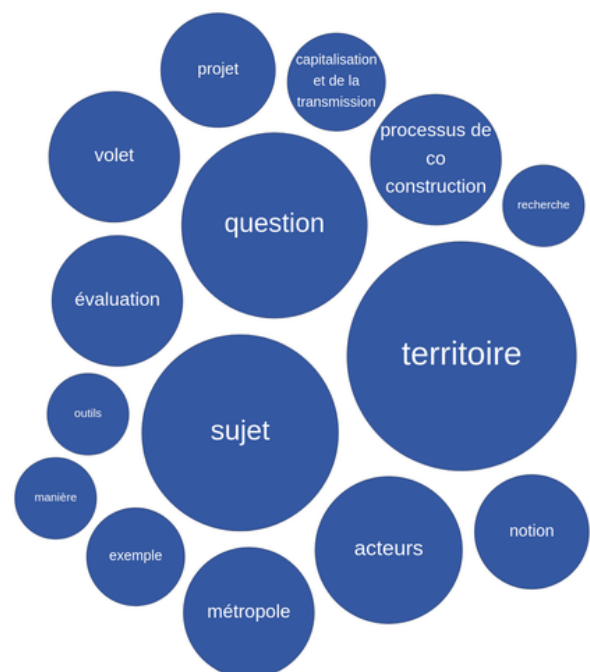 projet
capitalisation
et de la
transmission
processus de
co
construction
volet
recherche
question
évaluation
territoire
outils
sujet
manière
exemple
acteurs
notion
métropole